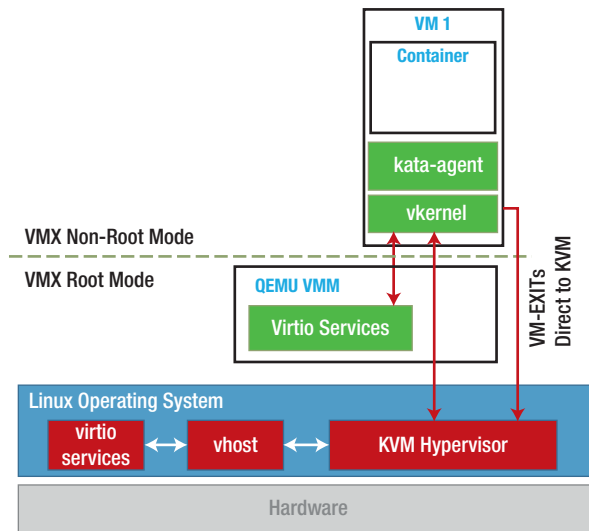 VM 1
Container
kata-agent
vkernel
VMX Non-Root Mode
VMX Root Mode
QEMU VMM
Virtio Services
VM-EXITs
Direct to KVM
Linux Operating System
virtio
services
vhost
KVM Hypervisor
Hardware